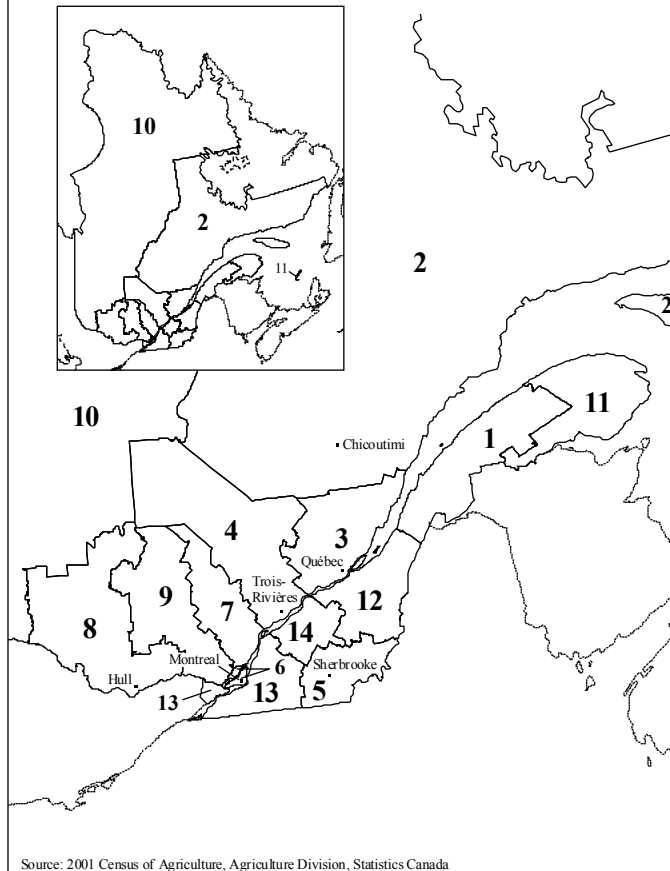 10
2
11
2
2
10
11
1
Chicoutimi
4
3
Québec
Trois-
Rivières
12
9
7
8
14
Montreal
6
Sherbrooke
Hull
13
13
5
Source: 2001 Census of Agriculture, Agriculture Division, Statistics Canada